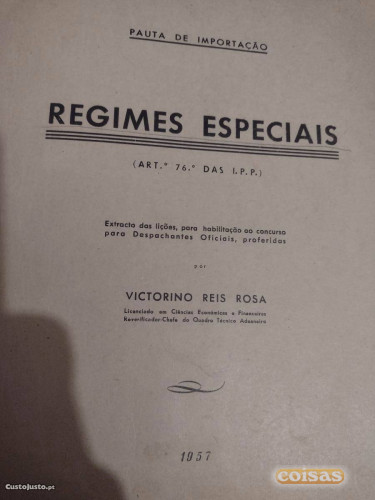 PAUTA DE IMPORTAÇÃO
REGIMES ESPECIAIS
(ART.º 76.º DAS I.P.P.)
Extracto das lições, para habilitação ao concurso
para Despachantes Oficiais, proferidas
por
VICTORINO REIS ROSA
Licenciado em Ciências Económicas e Financeiras
Reverificador-Chefe do Quadro Técnico Aduaneiro
1957
CustoJusto.pt
coisas